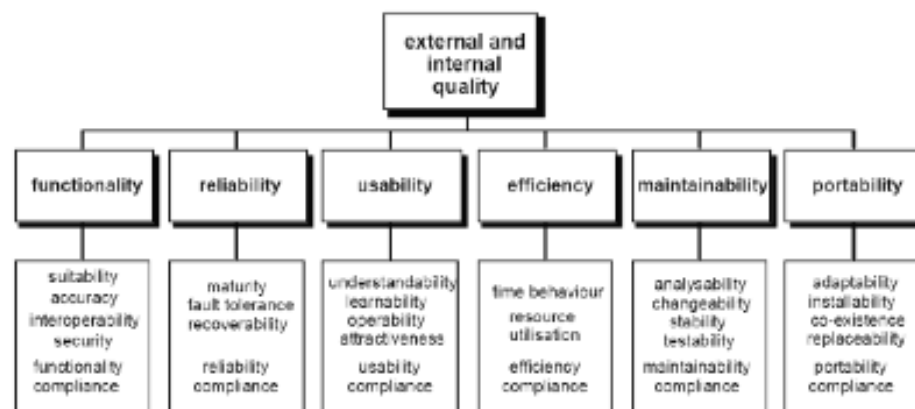 external and
internal
quality
functionality
reliability
usability
efficiency
maintainability
portability
suitability
accuracy
interoperability
security
functionality
compliance
maturity
fault tolerance
recoverability
reliability
compliance
understandability
learnability
operability
attractiveness
usability
compliance
time behaviour
resource
utilisation
efficiency
compliance
analysability
changeability
stability
testability
maintainability
compliance
adaptability
installability
co-existence
replaceability
portability
compliance